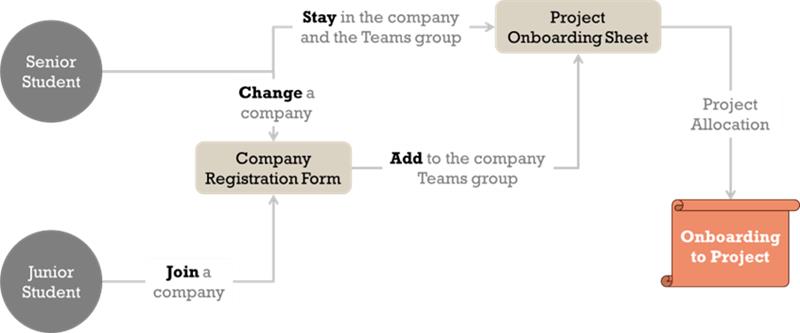 Senior
Student
Stay in the company
and the Teams group
Project
Onboarding Sheet
Change a
company
Project
Allocation
Company
Registration Form
Add to the company
Teams group
Onboarding
to Project
Junior
Student
Join a
company